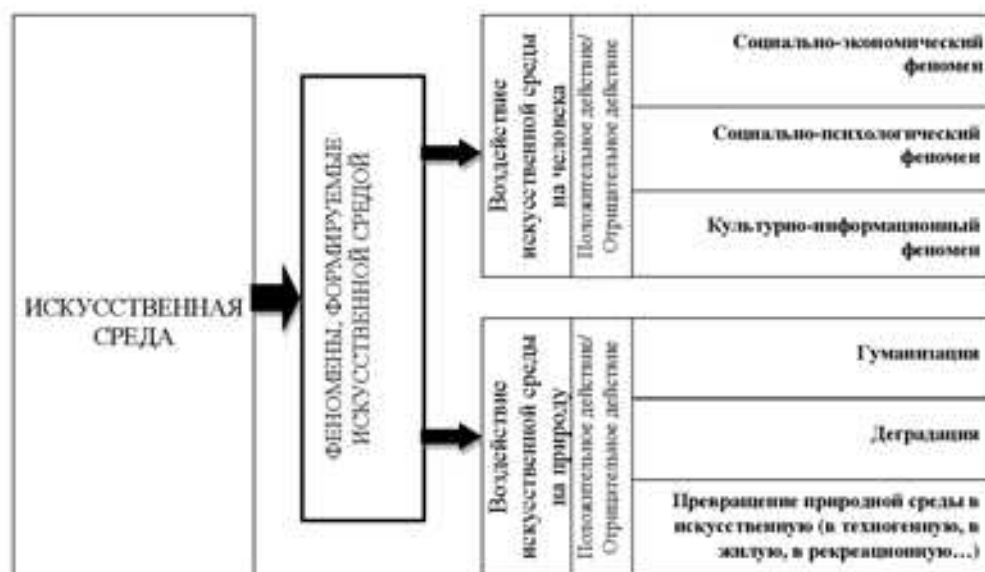 ИСКУССТВЕННАЯ
СРЕДА
ФЕНОМЕНЫ, ФОРМИРУЕМЫЕ
ИСКУССТВЕННОЙ СРЕДОЙ
Воздействие
искусственной среды
на человека
Положительное действие/
Отрицательное действие
Социально-экономический
феномен
Социально-психологический
феномен
Культурно-информационный
феномен
Воздействие
искусственной среды
на природу
Положительное действие/
Отрицательное действие
Гуманизация
Деградация
Превращение природной среды в
искусственную (в техногенную, в
жилую, в рекреационную...)